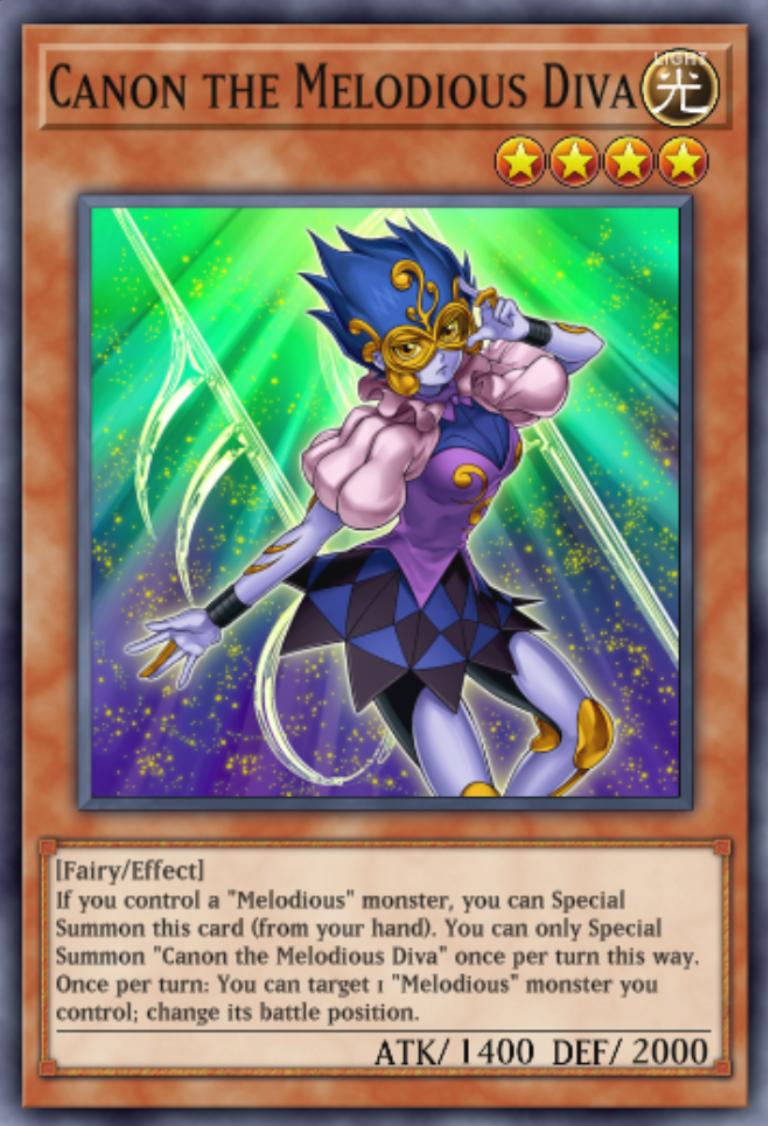 Canon the Melodious Diva
LIGHT
光
[Fairy/Effect]
If you control a "Melodious" monster, you can Special
Summon this card (from your hand). You can only Special
Summon "Canon the Melodious Diva" once per turn this way.
Once per turn: You can target 1 "Melodious" monster you
control; change its battle position.
ATK/ 1400 DEF/ 2000